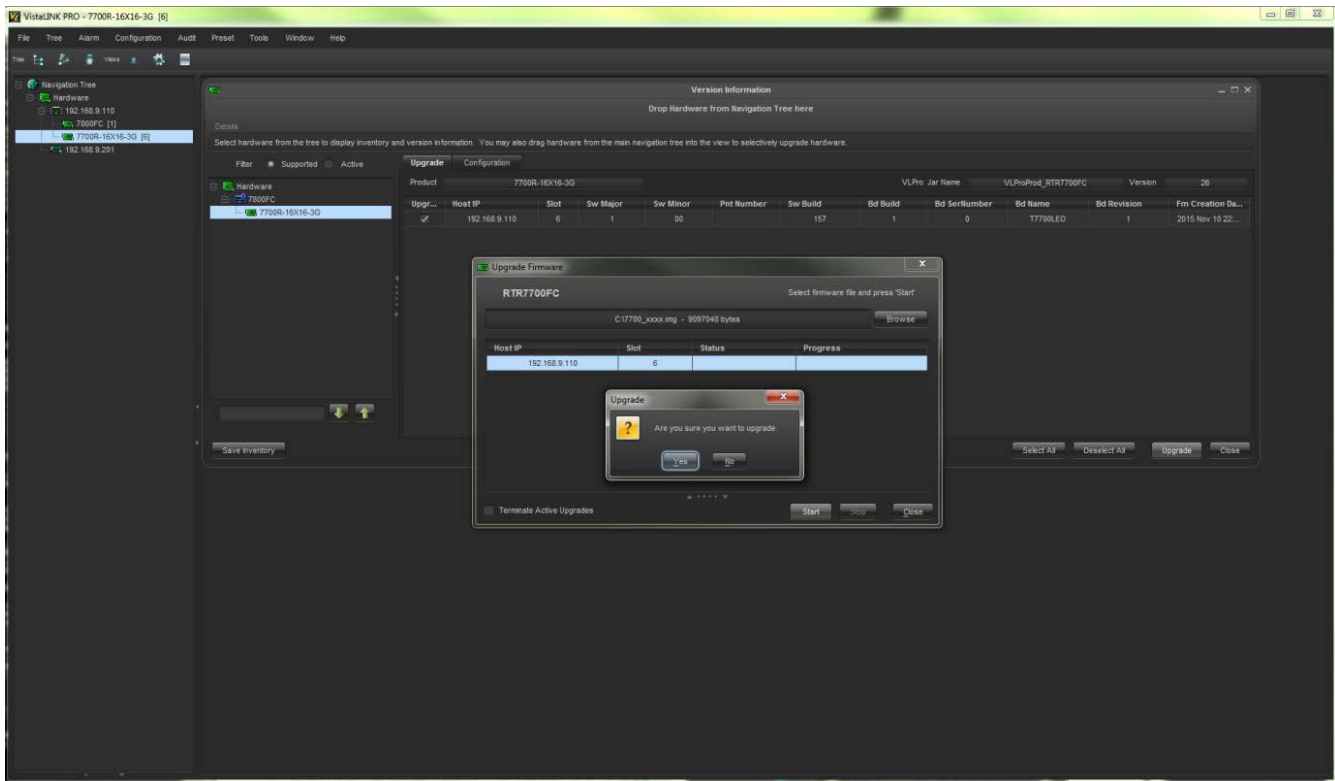 VistaLINK PRO - 7700R-16X16-3G [6]
File Tree Alarm Configuration Audit Preset Tools Window Help
Tree Views
Navigation Tree
Hardware
192.168.9.110
7800FC [1]
7700R-16X16-3G [6]
192.168.9.201
Version Information
Drop Hardware from Navigation Tree here
Details
Select hardware from the tree to display inventory and version information. You may also drag hardware from the main navigation tree into the view to selectively upgrade hardware.
Filter Supported Active
Hardware
7800FC
7700R-16X16-3G
Upgrade Configuration
Product 7700R-16X16-3G VLPro Jar Name VLProProd_RTR7700FC Version 26
Upgr... Host IP Slot Sw Major Sw Minor Pnt Number Sw Build Bd Build Bd SerNumber Bd Name Bd Revision Fm Creation Da...
192.168.9.110 6 1 00 157 1 0 T7700LEO 1 2015 Nov 10 22:...
Upgrade Firmware
RTR7700FC Select firmware file and press 'Start'
C:\7700_xxxx.img - 9097048 bytes Browse
Host IP Slot Status Progress
192.168.9.110 6
Upgrade
Are you sure you want to upgrade.
Yes No
Terminate Active Upgrades Start Stop Close
Save Inventory Select All Deselect All Upgrade Close